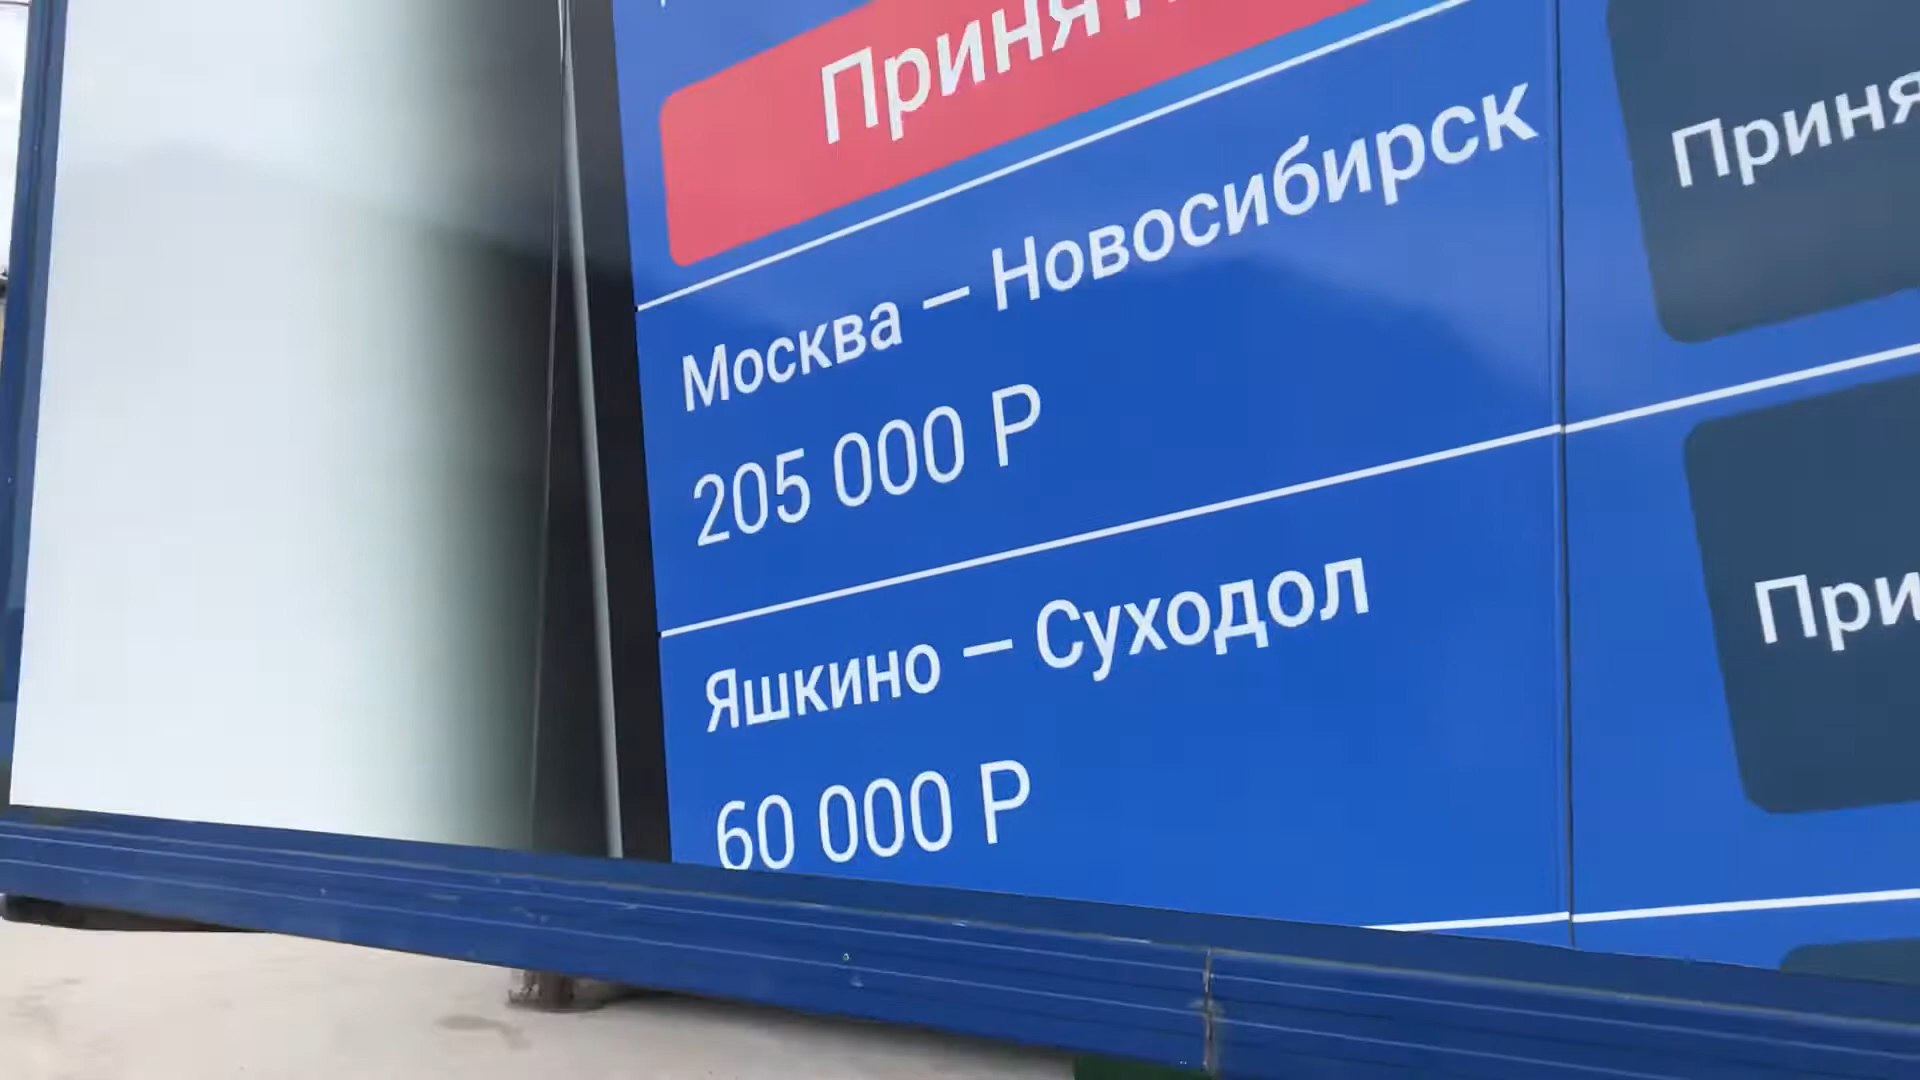 Москва — Новосибирск
205 000 Р
Яшкино — Суходол
60 000 Р